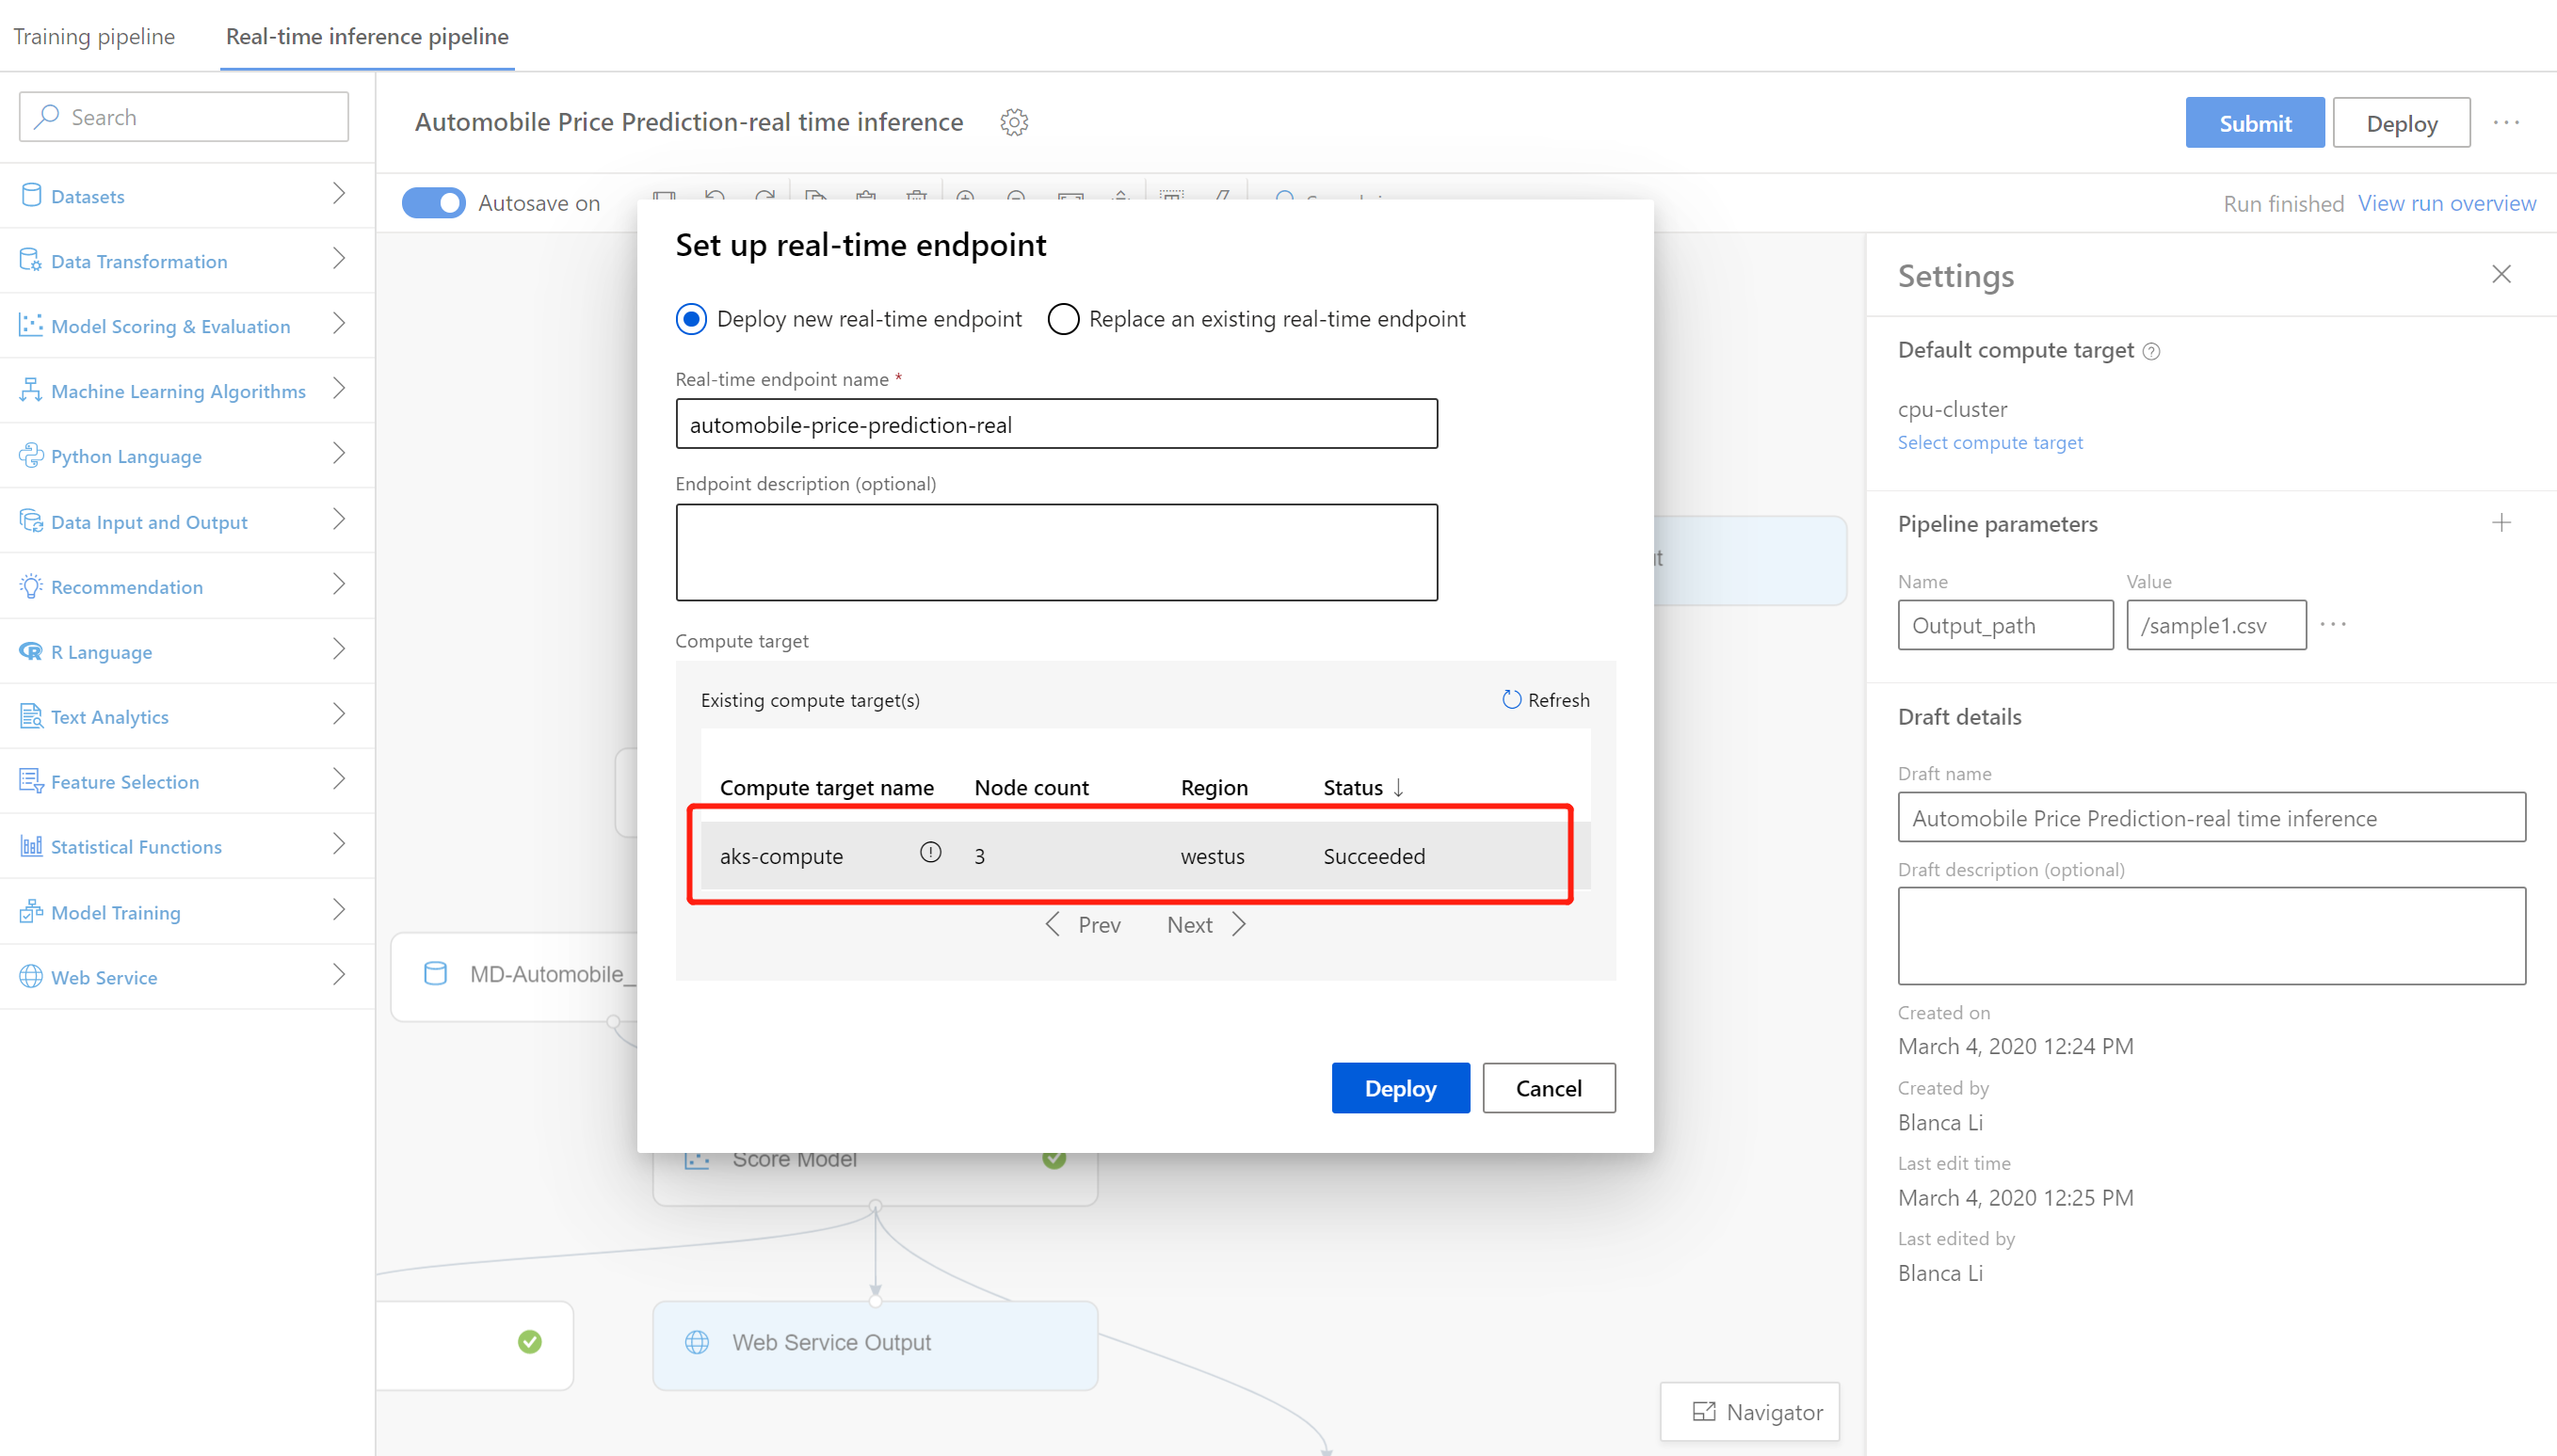 Training pipeline
Real-time inference pipeline
Search
Automobile Price Prediction-real time inference
Submit
Deploy
Autosave on
Run finished
View run overview
Datasets
Data Transformation
Model Scoring & Evaluation
Machine Learning Algorithms
Python Language
Data Input and Output
Recommendation
R Language
Text Analytics
Feature Selection
Statistical Functions
Model Training
Web Service
Set up real-time endpoint
Deploy new real-time endpoint
Replace an existing real-time endpoint
Real-time endpoint name *
automobile-price-prediction-real
Endpoint description (optional)
Compute target
Existing compute target(s)
Refresh
Compute target name Node count Region Status
aks-compute 3 westus Succeeded
Prev Next
Deploy
Cancel
MD-Automobile_
Score Model
Web Service Output
Navigator
Settings
Default compute target
cpu-cluster
Select compute target
Pipeline parameters
Name Value
Output_path /sample1.csv
Draft details
Draft name
Automobile Price Prediction-real time inference
Draft description (optional)
Created on
March 4, 2020 12:24 PM
Created by
Blanca Li
Last edit time
March 4, 2020 12:25 PM
Last edited by
Blanca Li